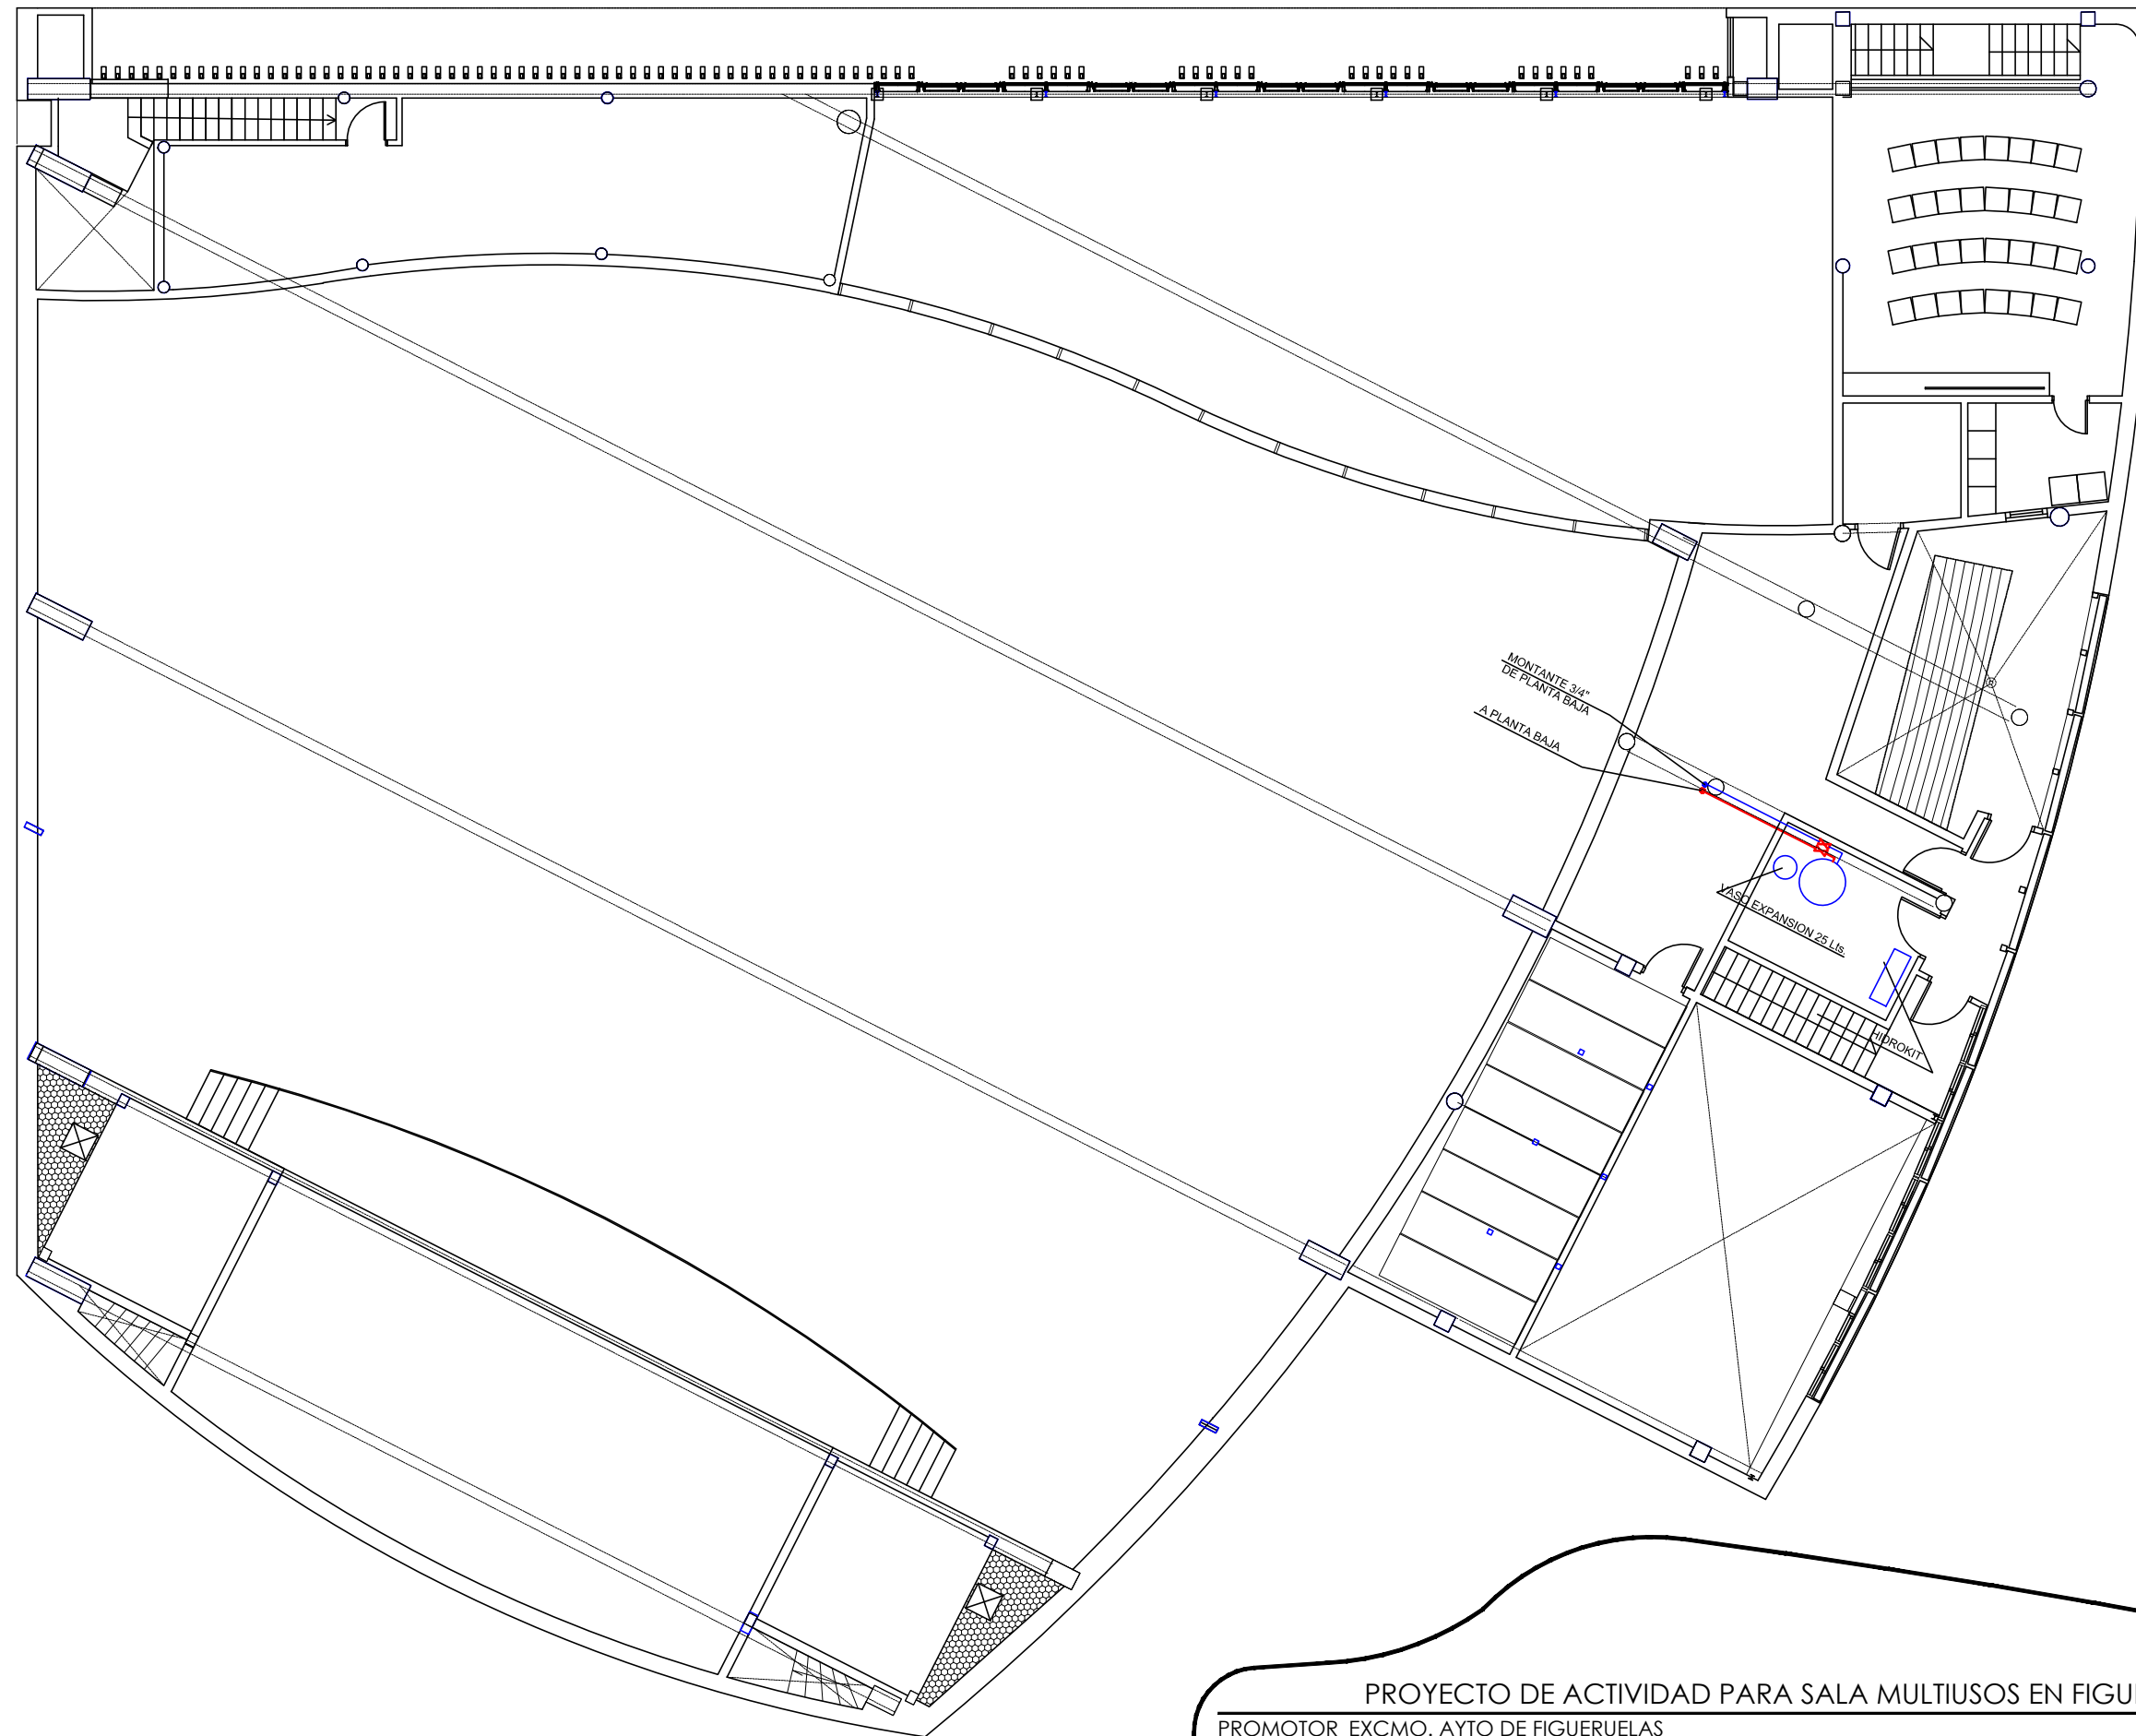 MONTANTE 3/4"
DE PLANTA BAJA
A PLANTA BAJA
VASO EXPANSION 25 Lts.
HIDROKIT
PROYECTO DE ACTIVIDAD PARA SALA MULTIUSOS EN
PROMOTOR EXCMO. AYTO DE FIGUERUELAS